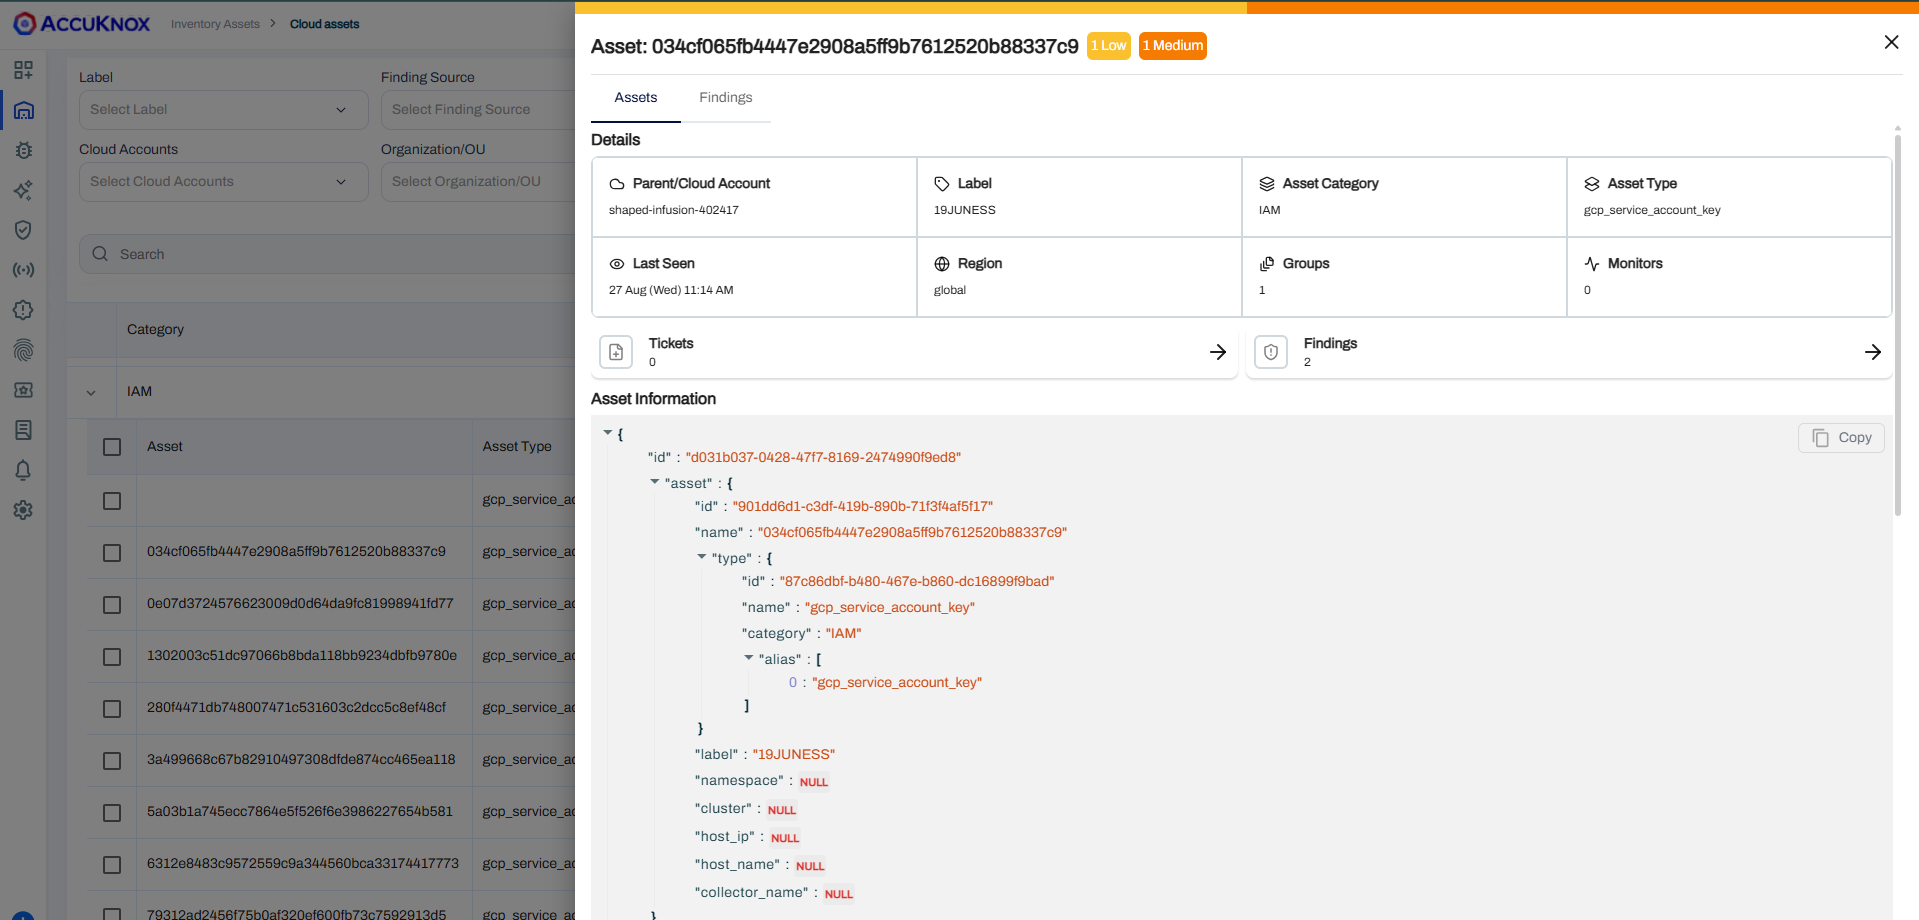 ACCUKNOX
Inventory Assets > Cloud assets
Label
Select Label
Finding Source
Select Finding Source
Cloud Accounts
Select Cloud Accounts
Organization/OU
Select Organization/OU
Search
Category
IAM
Asset
Asset Type
gcp_service_ac
034cf065fb4447e2908a5ff9b7612520b88337c9
gcp_service_ac
0e07d3724576623009d0d64da9fc81998941fd77
gcp_service_ac
1302003c51dc97066b8bda118bb9234dbfb9780e
gcp_service_ac
280f4471db748007471c531603c2dcc5c8ef48cf
gcp_service_ac
3a499668c67b82910497308dfde874cc465ea118
gcp_service_ac
5a03b1a745ecc7864e5f526f6e3986227654b581
gcp_service_ac
6312e8483c9572559c9a344560bca33174417773
gcp_service_ac
79312ad2456f75b0af320ef600fb73c7592913d5
gcp_service_ac
Asset: 034cf065fb4447e2908a5ff9b7612520b88337c9 1 Low 1 Medium
Assets Findings
Details
Parent/Cloud Account
shaped-infusion-402417
Label
19JUNESS
Asset Category
IAM
Asset Type
gcp_service_account_key
Last Seen
27 Aug (Wed) 11:14 AM
Region
global
Groups
1
Monitors
0
Tickets
0
Findings
2
Asset Information
Copy
{
"id" : "d031b037-0428-47f7-8169-2474990f9ed8"
"asset" : {
"id" : "901dd6d1-c3df-419b-890b-71f3f4af5f17"
"name" : "034cf065fb4447e2908a5ff9b7612520b88337c9"
"type" : {
"id" : "87c86dbf-b480-467e-b860-dc16899f9bad"
"name" : "gcp_service_account_key"
"category" : "IAM"
"alias" : [
0 : "gcp_service_account_key"
]
}
"label" : "19JUNESS"
"namespace" : NULL
"cluster" : NULL
"host_ip" : NULL
"host_name" : NULL
"collector_name" : NULL
}